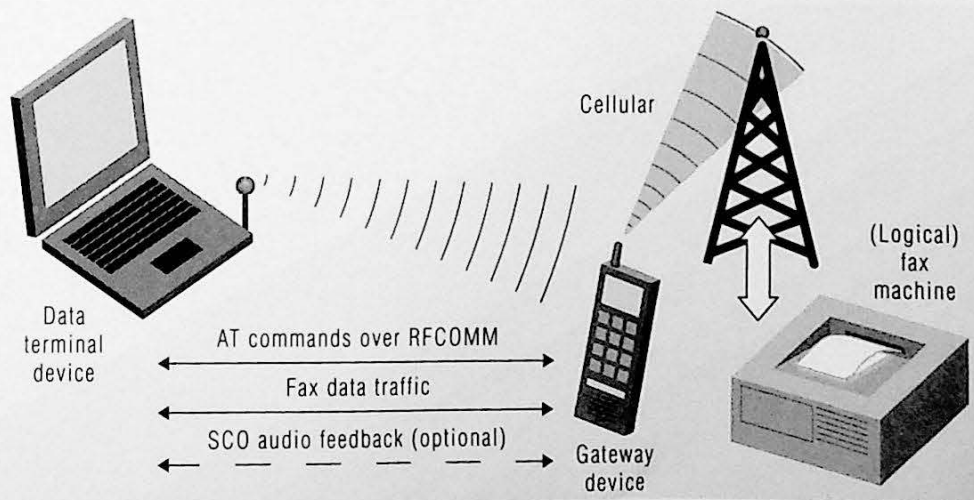 Cellular
(Logical)
fax
machine
Data
terminal
device
AT commands over RFCOMM
Fax data traffic
SCO audio feedback (optional)
Gateway
device